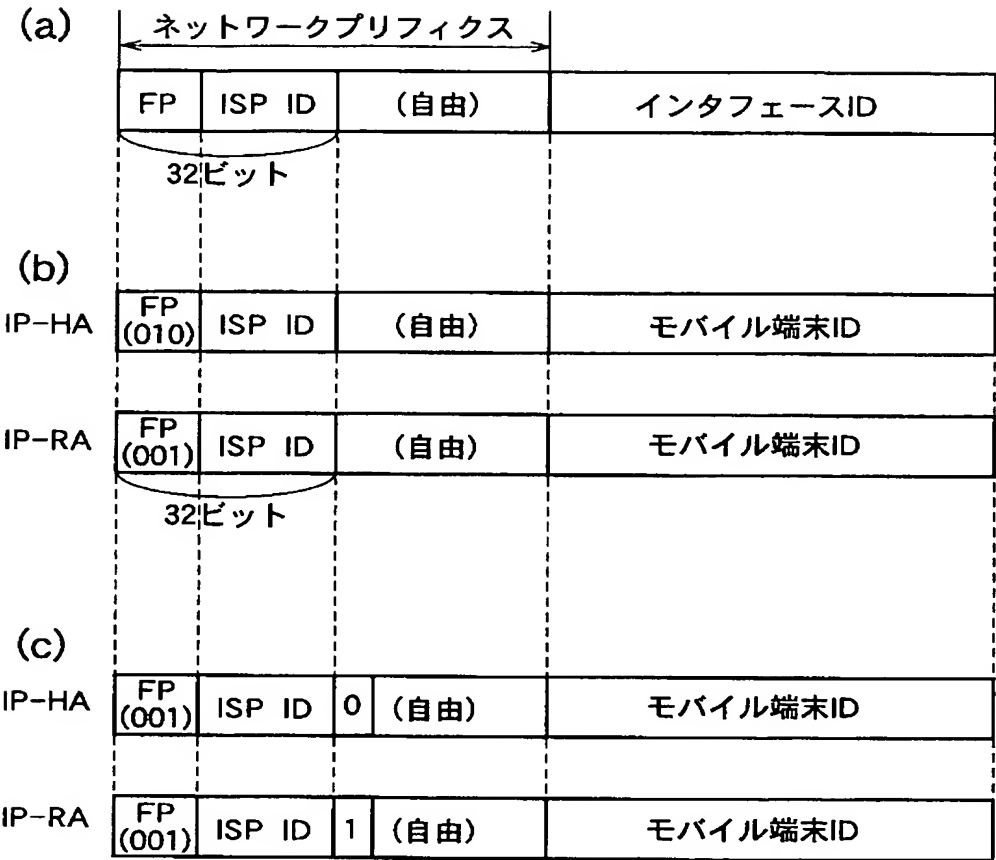 (a)
ネットワークプリフィクス
FP ISP ID (自由) インタフェースID
32ビット
(b)
IP-HA FP (010) ISP ID (自由) モバイル端末ID
IP-RA FP (001) ISP ID (自由) モバイル端末ID
32ビット
(c)
IP-HA FP (001) ISP ID 0 (自由) モバイル端末ID
IP-RA FP (001) ISP ID 1 (自由) モバイル端末ID